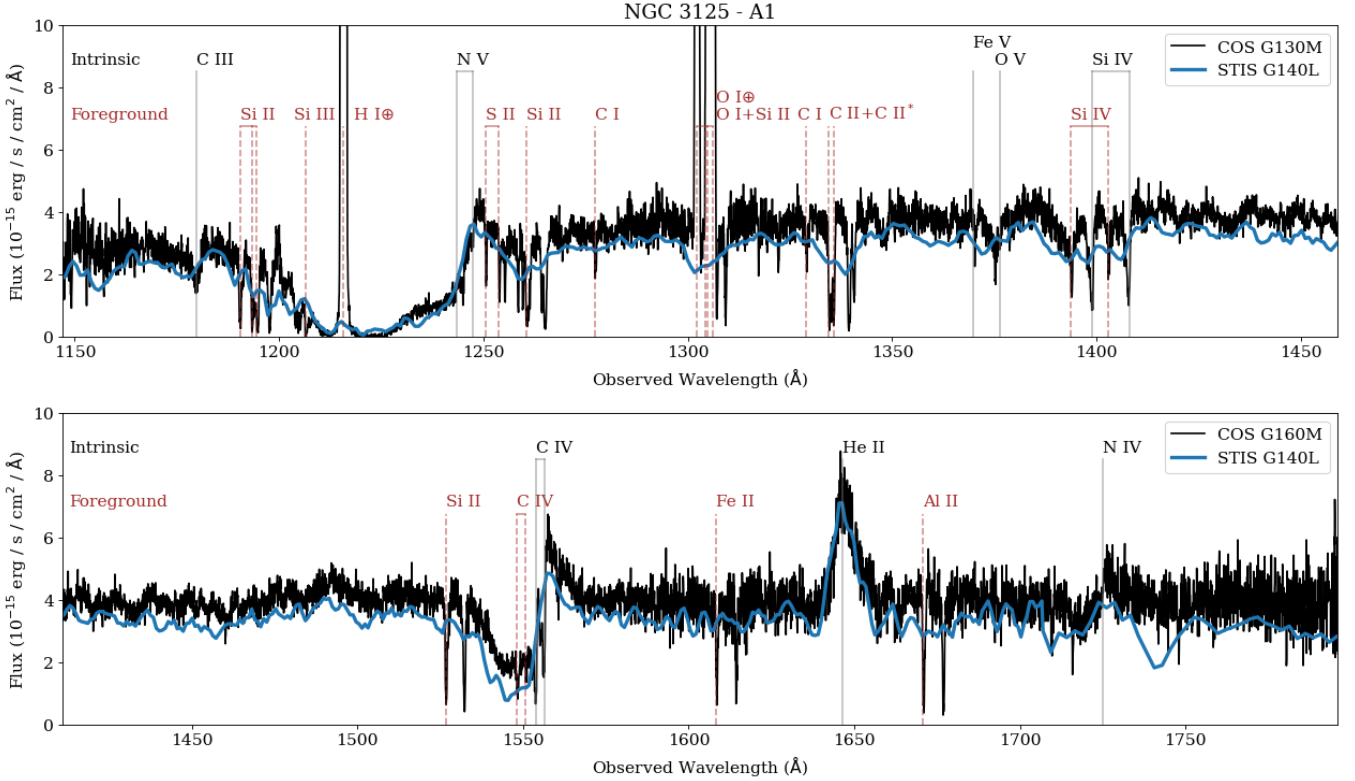 NGC 3125 - A1
Intrinsic
C III
N V
Fe V
O V
Si IV
COS G130M
STIS G140L
Foreground
Si II
Si III
H I⊕
S II
Si II
C I
O I⊕
O I+Si II
C I
C II+C II*
Si IV
Flux (10⁻¹⁵ erg / s / cm² / Å)
10
8
6
4
2
0
1150
1200
1250
1300
1350
1400
1450
Observed Wavelength (Å)
Intrinsic
C IV
He II
N IV
COS G160M
STIS G140L
Foreground
Si II
C IV
Fe II
Al II
Flux (10⁻¹⁵ erg / s / cm² / Å)
10
8
6
4
2
0
1450
1500
1550
1600
1650
1700
1750
Observed Wavelength (Å)